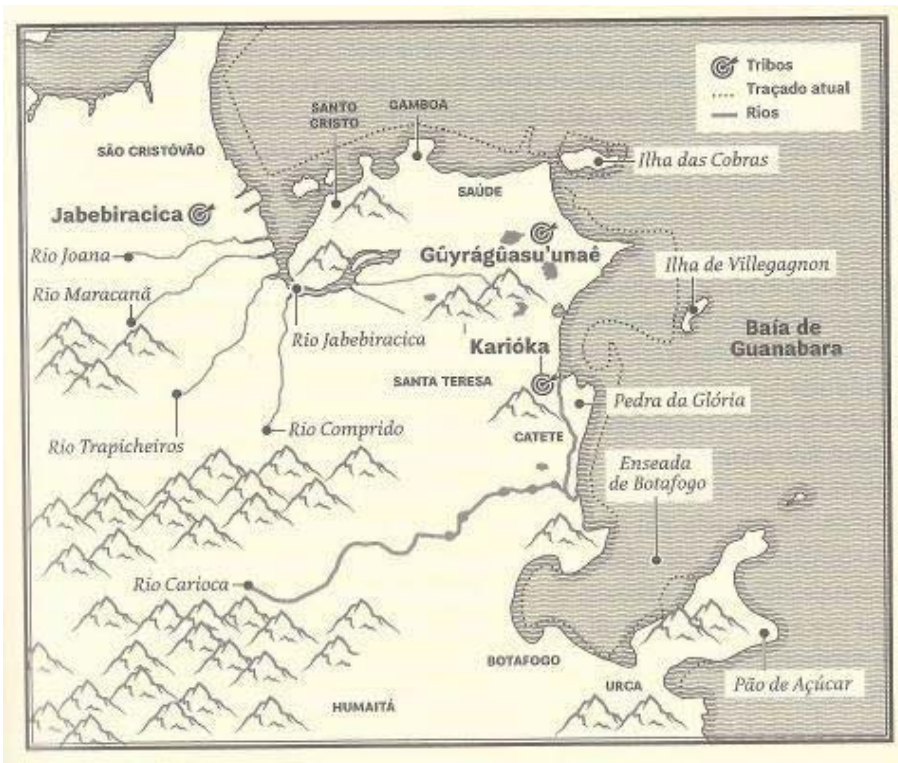 Tribos
Traçado atual
Rios
SANTO
CRISTO
GAMBOA
SÃO CRISTÓVÃO
Ilha das Cobras
SAÚDE
Jabebiracica
Gûyrágûasu'unaê
Rio Joana
Ilha de Villegagnon
Rio Maracanã
Baía de
Guanabara
Rio Jabebiracica
Karióka
SANTA TERESA
Pedra da Glória
Rio Comprido
CATETE
Rio Trapicheiros
Enseada
de Botafogo
Rio Carioca
BOTAFOGO
URCA
Pão de Açúcar
HUMAITÁ